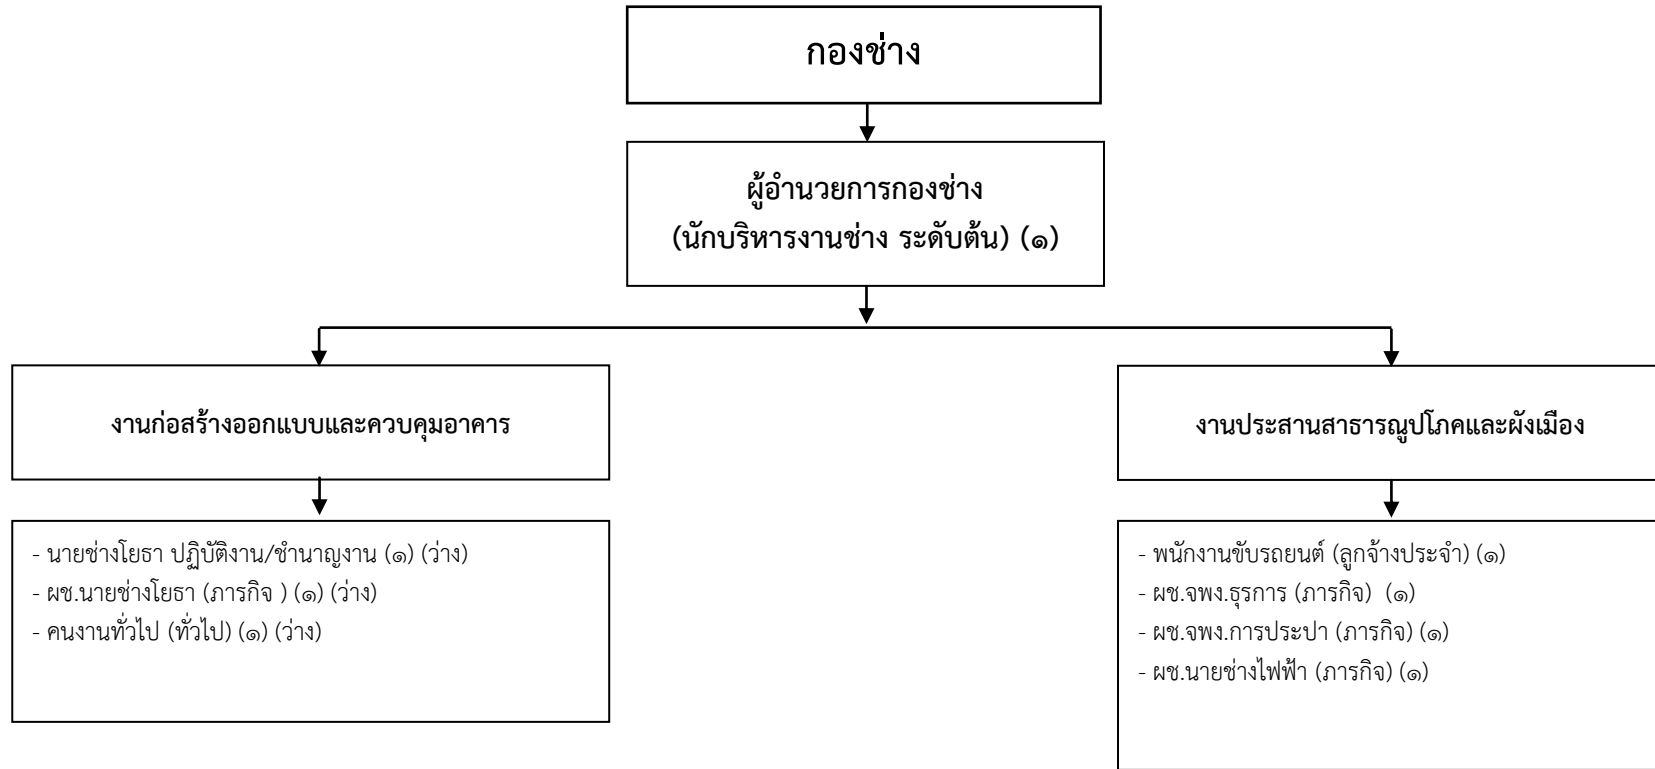 กองช่าง
ผู้อำนวยการกองช่าง
(นักบริหารงานช่าง ระดับต้น) (๑)
งานก่อสร้างออกแบบและควบคุมอาคาร
- นายช่างโยธา ปฏิบัติงาน/ชำนาญงาน (๑) (ว่าง)
- ผช.นายช่างโยธา (ภารกิจ ) (๑) (ว่าง)
- คนงานทั่วไป (ทั่วไป) (๑) (ว่าง)
งานประสานสาธารณูปโภคและผังเมือง
- พนักงานขับรถยนต์ (ลูกจ้างประจำ) (๑)
- ผช.จพง.ธุรการ (ภารกิจ)  (๑)
- ผช.จพง.การประปา (ภารกิจ) (๑)
- ผช.นายช่างไฟฟ้า (ภารกิจ) (๑)